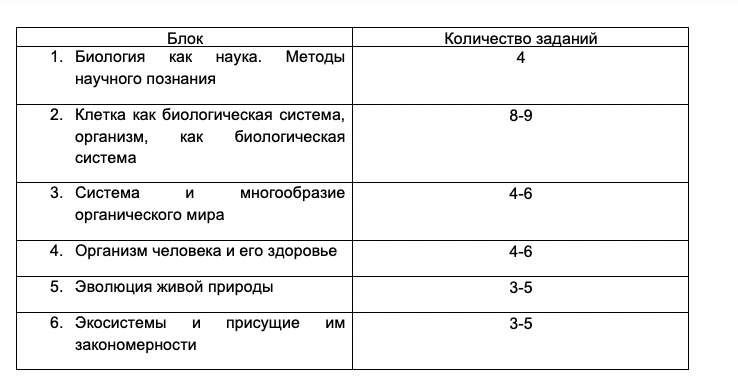 Блок Количество заданий
1. Биология как наука. Методы 4
научного познания
2. Клетка как биологическая система, 8-9
организм, как биологическая
система
3. Система и многообразие 4-6
органического мира
4. Организм человека и его здоровье 4-6
5. Эволюция живой природы 3-5
6. Экосистемы и присущие им 3-5
закономерности